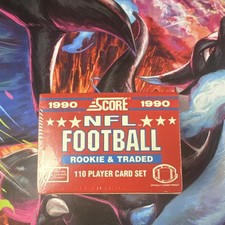 1990 SCORE 1990
NFL
FOOTBALL
ROOKIE & TRADED
110 PLAYER CARD SET